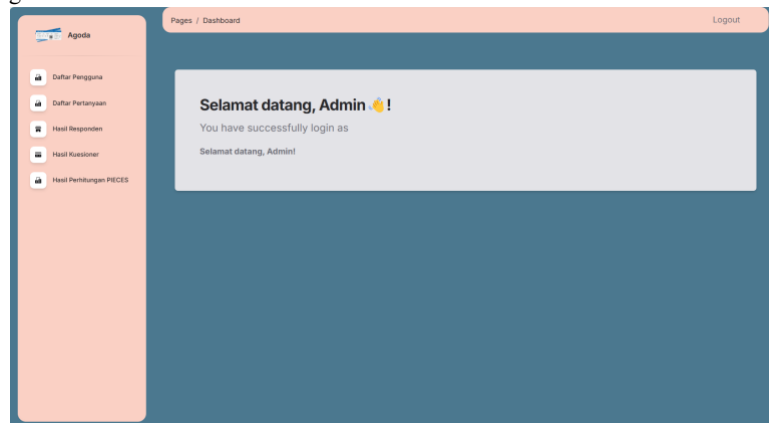 Agoda
Daftar Pengguna
Daftar Pertanyaan
Hasil Responden
Hasil Kuesioner
Hasil Perhitungan PIECES
Pages / Dashboard
Logout
Selamat datang, Admin 👋!
You have successfully login as
Selamat datang, Admin!